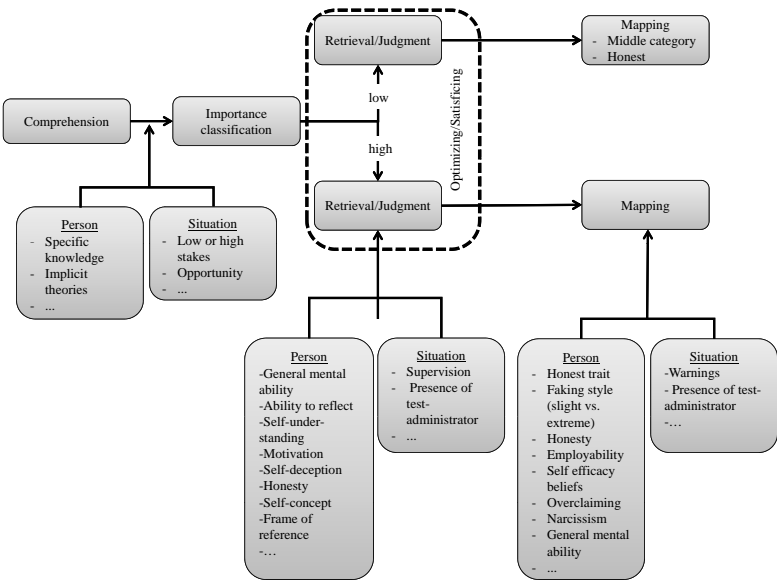 Retrieval/Judgment
Mapping
- Middle category
- Honest
low
Comprehension
Importance
classification
Optimizing/Satisficing
high
Retrieval/Judgment
Mapping
Person
- Specific
knowledge
- Implicit
theories
- ...
Situation
- Low or high
stakes
- Opportunity
- ...
Person
-General mental
ability
-Ability to reflect
-Self-under-
standing
-Motivation
-Self-deception
-Honesty
-Self-concept
-Frame of
reference
-…
Situation
- Supervision
- Presence of
test-
administrator
- ...
Person
- Honest trait
- Faking style
(slight vs.
extreme)
- Honesty
- Employability
- Self efficacy
beliefs
- Overclaiming
- Narcissism
- General mental
ability
- ...
Situation
-Warnings
- Presence of test-
administrator
-…